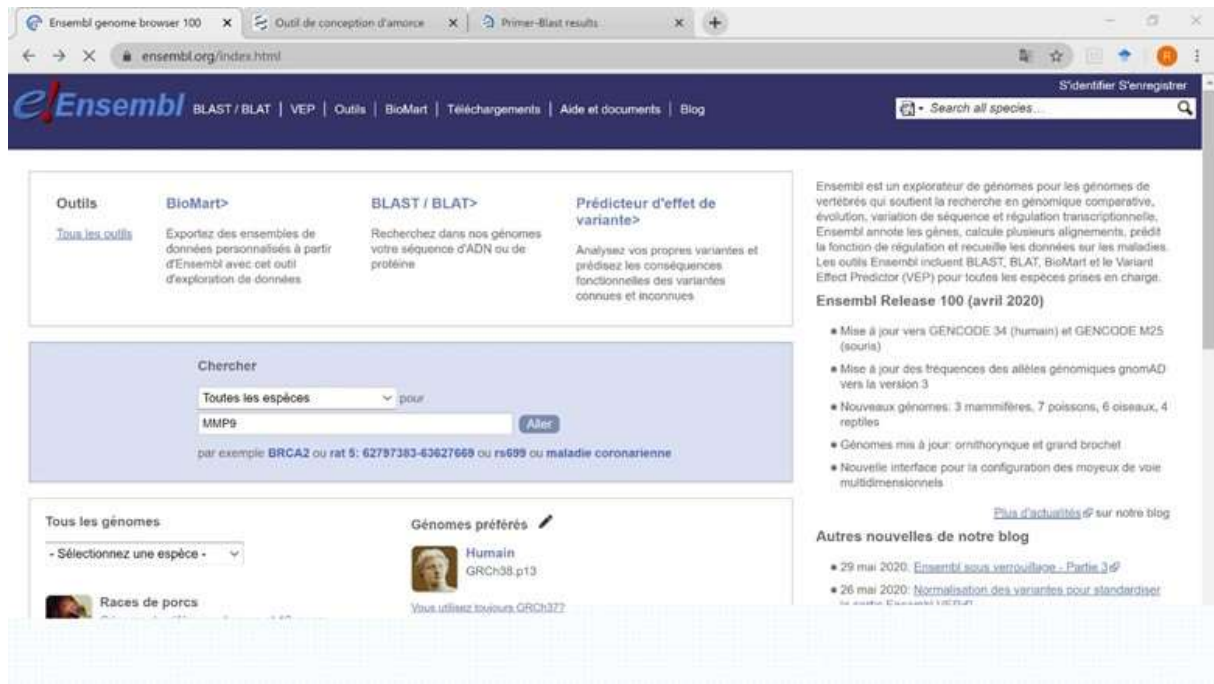 Ensembl genome browser 100
Outil de conception d'amorce
Primer-Blast results
ensembl.org/index.html
R
S'identifier S'enregistrer
e!Ensembl BLAST / BLAT | VEP | Outils | BioMart | Téléchargements | Aide et documents | Blog
Search all species...
Outils
Tous les outils
BioMart>
Exportez des ensembles de
données personnalisés à partir
d'Ensembl avec cet outil
d'exploration de données
BLAST / BLAT>
Recherchez dans nos génomes
votre séquence d'ADN ou de
protéine
Prédicteur d'effet de
variante>
Analysez vos propres variantes et
prédisez les conséquences
fonctionnelles des variantes
connues et inconnues
Chercher
Toutes les espèces pour
MMP9 Aller
par exemple BRCA2 ou rat 5: 62797383-63627669 ou rs699 ou maladie coronarienne
Tous les génomes
- Sélectionnez une espèce -
Races de porcs
Génomes préférés
Humain
GRCh38.p13
Vous utilisez toujours GRCh37?
Ensembl est un explorateur de génomes pour les génomes de
vertébrés qui soutient la recherche en génomique comparative,
évolution, variation de séquence et régulation transcriptionnelle.
Ensembl annote les gènes, calcule plusieurs alignements, prédit
la fonction de régulation et recueille les données sur les maladies.
Les outils Ensembl incluent BLAST, BLAT, BioMart et le Variant
Effect Predictor (VEP) pour toutes les espèces prises en charge.
Ensembl Release 100 (avril 2020)
Mise à jour vers GENCODE 34 (humain) et GENCODE M25
(souris)
Mise à jour des fréquences des allèles génomiques gnomAD
vers la version 3
Nouveaux génomes: 3 mammifères, 7 poissons, 6 oiseaux, 4
reptiles
Génomes mis à jour: ornithorynque et grand brochet
Nouvelle interface pour la configuration des moyeux de voie
multidimensionnels
Plus d'actualités sur notre blog
Autres nouvelles de notre blog
29 mai 2020: Ensembl sous verrouillage - Partie 3
26 mai 2020: Normalisation des variantes pour standardiser